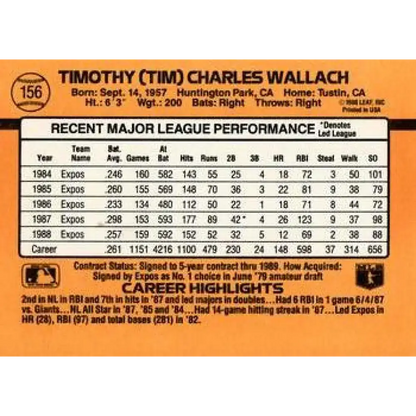 156
TIMOTHY (TIM) CHARLES WALLACH
Born: Sept. 14, 1957 Huntington Park, CA Home: Tustin, CA
Ht.: 6'3" Wgt.: 200 Bats: Right Throws: Right
©1988 LEAF, INC
Printed in USA
RECENT MAJOR LEAGUE PERFORMANCE *Denotes Led League
Year Team Name Bat. Avg. Games At Bat Hits Runs 2B 3B HR RBI Steal Walk SO
1984 Expos .246 160 582 143 55 25 4 18 72 3 50 101
1985 Expos .260 155 569 148 70 36 3 22 81 9 38 79
1986 Expos .233 134 480 112 50 22 1 18 71 8 44 72
1987 Expos .298 153 593 177 89 42* 4 26 123 9 37 98
1988 Expos .257 159 592 152 52 32 5 12 69 2 38 88
Career .261 1151 4216 1100 479 230 24 148 598 37 314 656
Contract Status: Signed to 5-year contract thru 1989. How Acquired:
Signed by Expos as No. 1 choice in June '79 amateur draft
CAREER HIGHLIGHTS
2nd in NL in RBI and 7th in hits in '87 and led majors in doubles...Had 6 RBI in 1 game 6/4/87
vs. Giants...NL All Star in '87, '85 and '84...Had 14-game hitting streak in '87...Led Expos in
HR (28), RBI (97) and total bases (281) in '82.